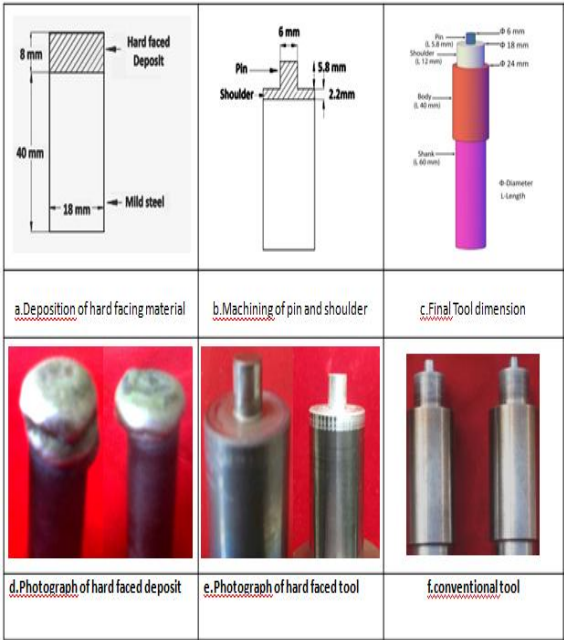 8 mm
Hard faced
Deposit
40 mm
18 mm
Mild steel
6 mm
Pin
5.8 mm
Shoulder
2.2mm
Pin
(L 5.8 mm)
Φ 6 mm
Shoulder
(L 12 mm)
Φ 18 mm
Φ 24 mm
Body
(L 40 mm)
Shank
(L 60 mm)
Φ-Diameter
L-Length
a.Deposition of hard facing material
b.Machining of pin and shoulder
c.Final Tool dimension
d.Photograph of hard faced deposit
e.Photograph of hard faced tool
f.conventional tool